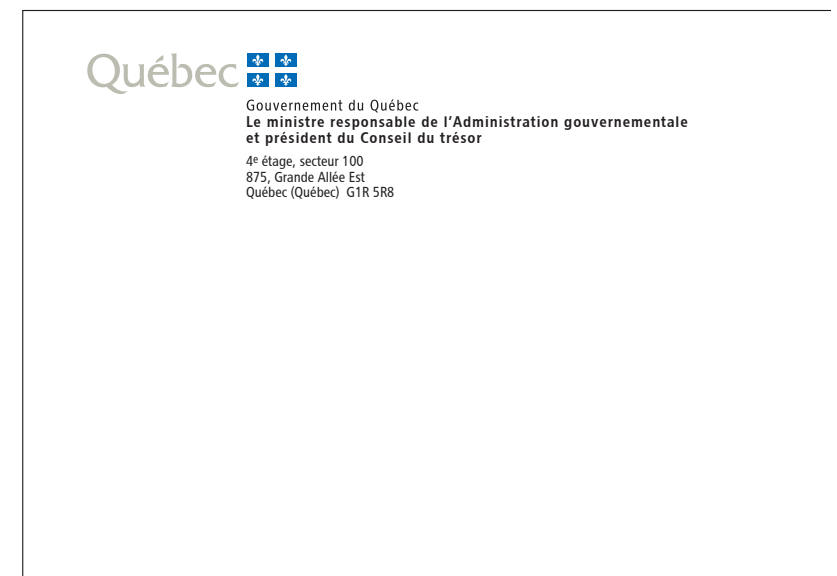 Québec
Gouvernement du Québec
Le ministre responsable de l’Administration gouvernementale
et président du Conseil du trésor
4e étage, secteur 100
875, Grande Allée Est
Québec (Québec) G1R 5R8